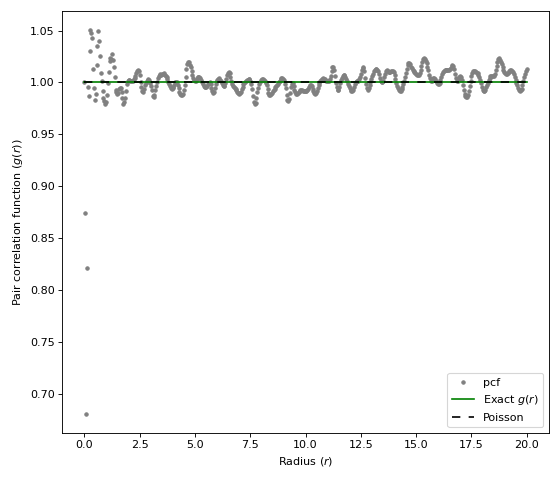 1.05
1.00
0.95
0.90
0.85
0.80
0.75
0.70
Pair correlation function (g(r))
0.0 2.5 5.0 7.5 10.0 12.5 15.0 17.5 20.0
Radius (r)
pcf
Exact g(r)
Poisson